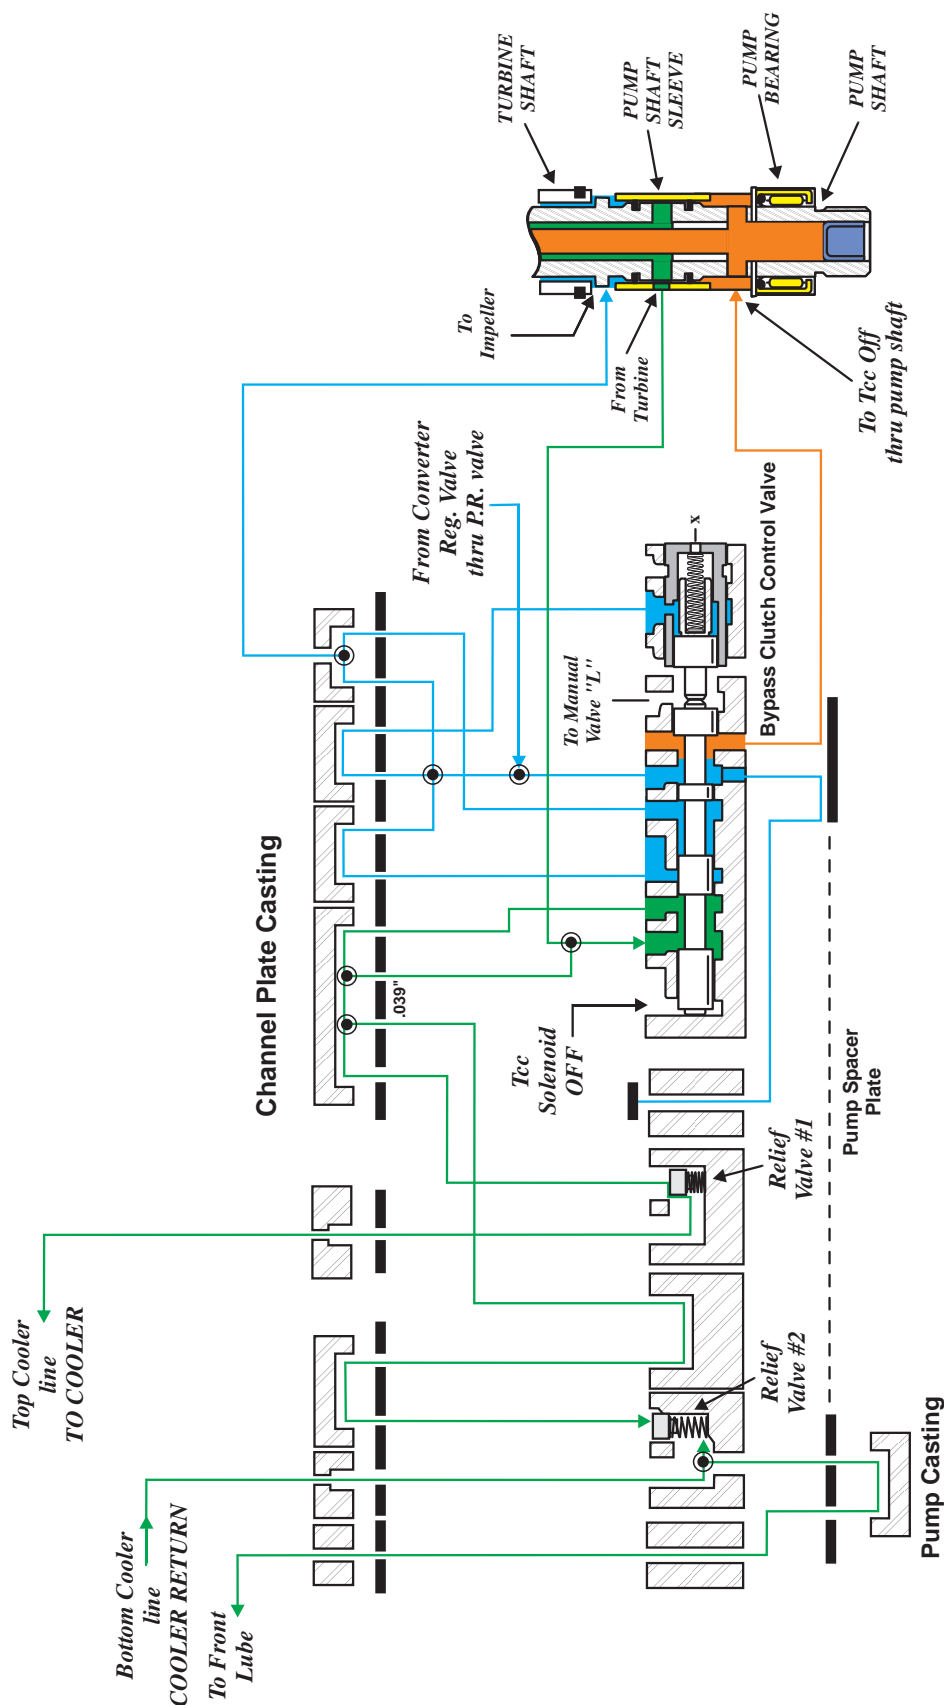 TURBINE
SHAFT
PUMP
SHAFT
SLEEVE
PUMP
BEARING
PUMP
SHAFT
To
Impeller
From
Turbine
To Tcc Off
thru pump shaft
From Converter
Reg. Valve
thru P.R. valve
To Manual
Valve "L"
x
Bypass Clutch Control Valve
Channel Plate Casting
.039"
Tcc
Solenoid
OFF
Pump Spacer
Plate
Relief
Valve #1
Relief
Valve #2
Top Cooler
line
TO COOLER
Bottom Cooler
line
COOLER RETURN
To Front
Lube
Pump Casting